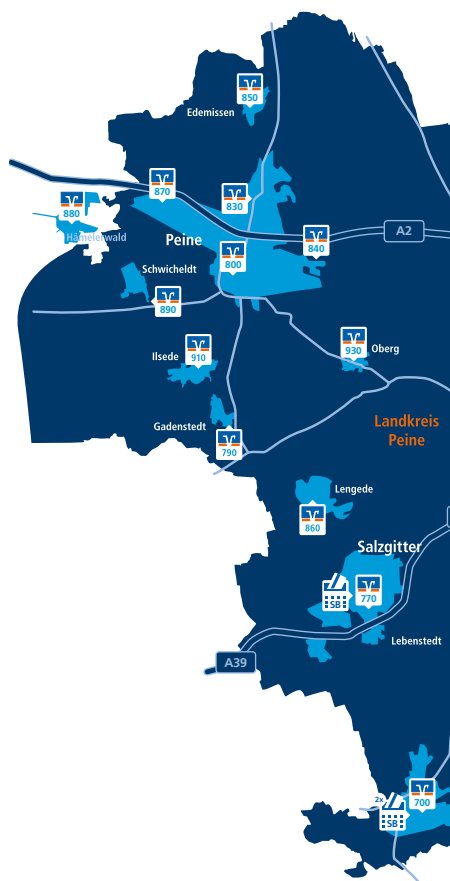 850
Edemissen
870
830
880
Hämelerwald
Peine
A2
840
800
Schwicheldt
890
930
Oberg
910
Ilsede
Landkreis
Peine
Gadenstedt
790
Lengede
860
Salzgitter
770
SB
Lebenstedt
A39
2x
700
SB